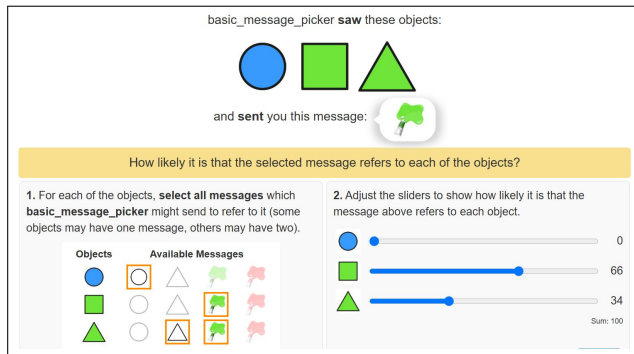 basic_message_picker saw these objects:
and sent you this message:
How likely it is that the selected message refers to each of the objects?
1. For each of the objects, select all messages which
basic_message_picker might send to refer to it (some
objects may have one message, others may have two).
Objects Available Messages
2. Adjust the sliders to show how likely it is that the
message above refers to each object.
0
66
34
Sum: 100